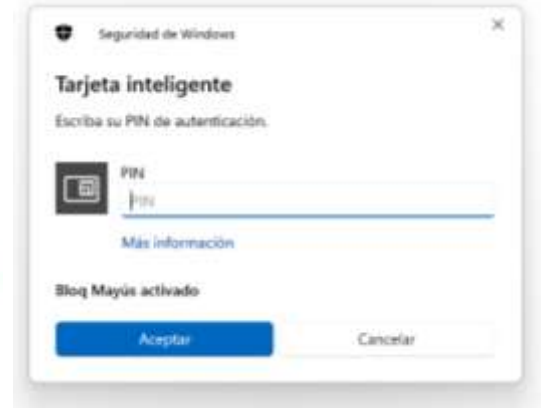 Seguridad de Windows
Tarjeta inteligente
Escriba su PIN de autenticación.
PIN
PIN
Más información
Bloq Mayús activado
Aceptar
Cancelar